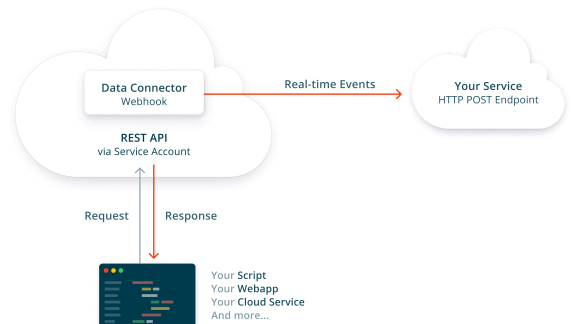 Data Connector
Webhook
Real-time Events
Your Service
HTTP POST Endpoint
REST API
via Service Account
Request
Response
Your Script
Your Webapp
Your Cloud Service
And more...